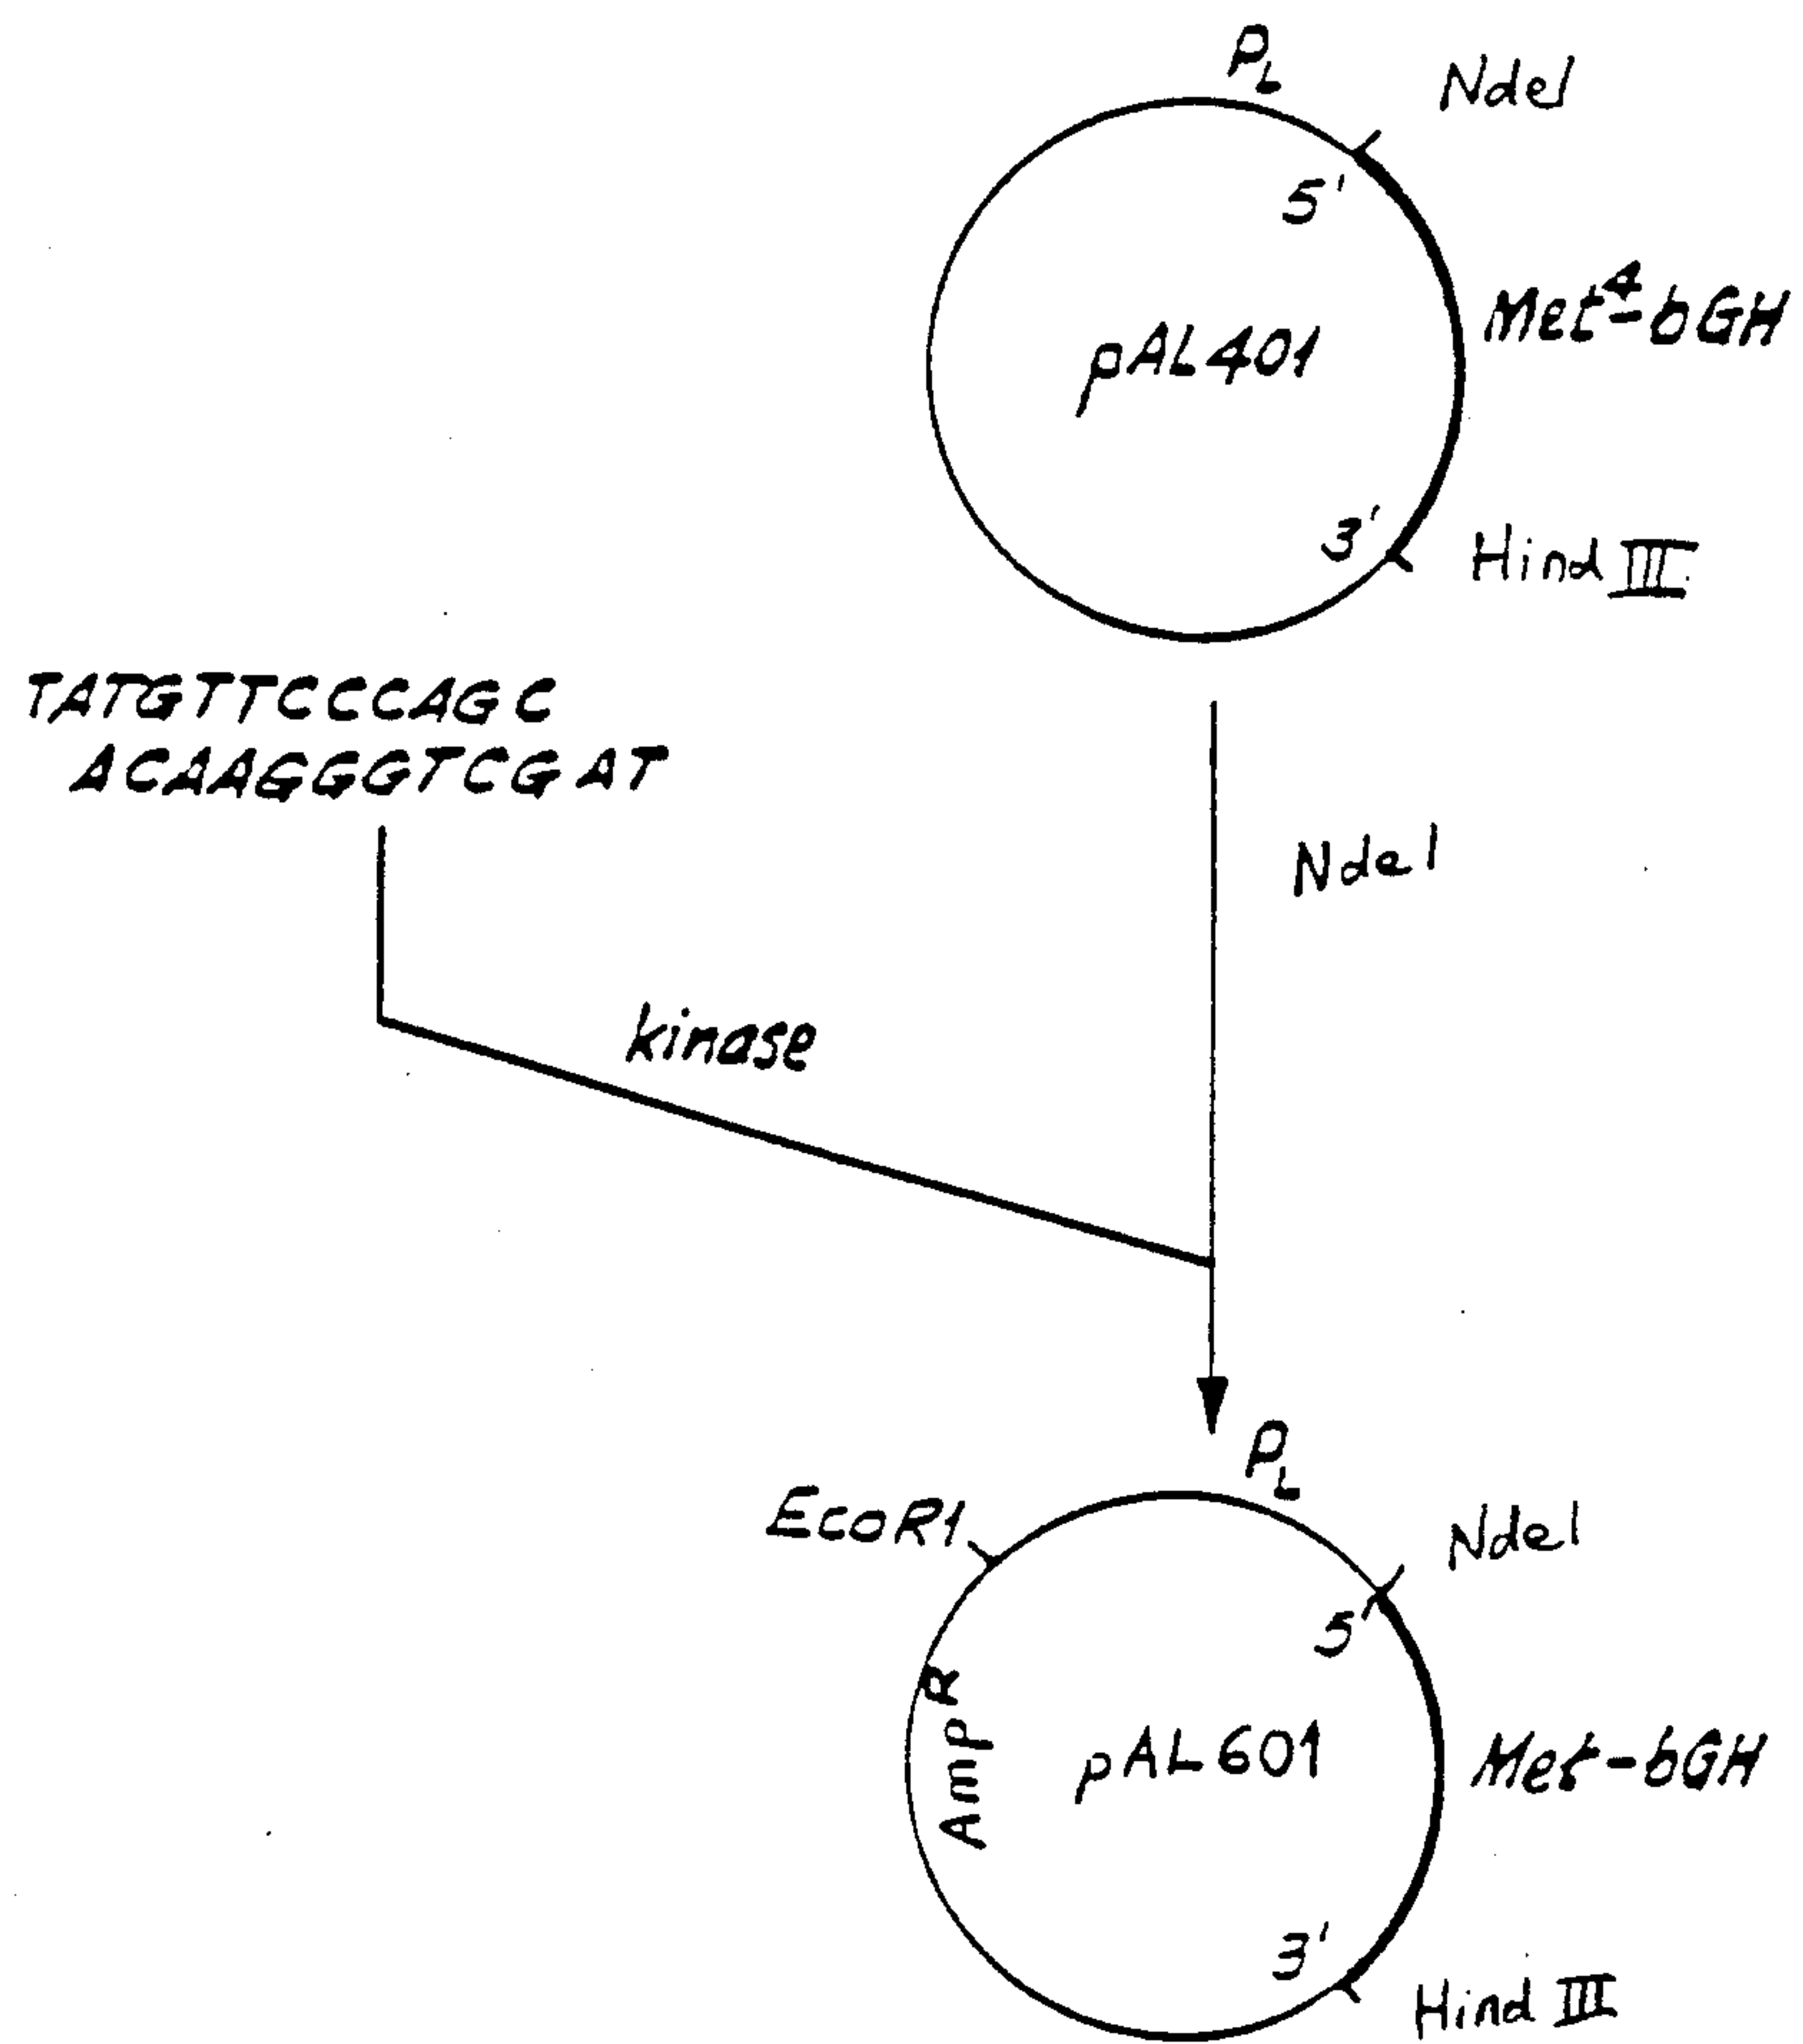 PL
NdeI
5'
Met4-bGH
pAL401
3'
Hind III
TATGTTCCCAGC
ACAAGGGTCGAT
NdeI
kinase
PL
EcoR1
NdeI
5'
AmpR
pAL601
Met-bGH
3'
Hind III